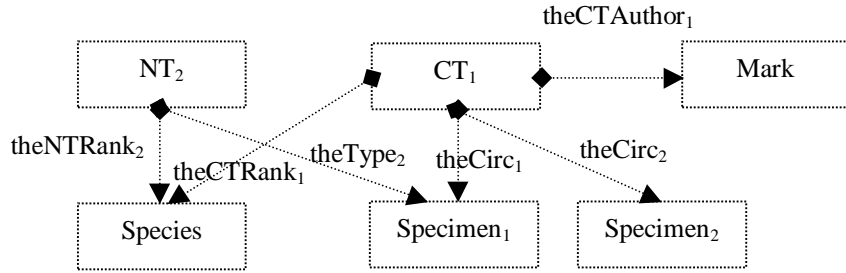 theCTAuthor₁
NT₂ CT₁ Mark
theNTRank₂ theCTRank₁ theType₂ theCirc₁ theCirc₂
Species Specimen₁ Specimen₂